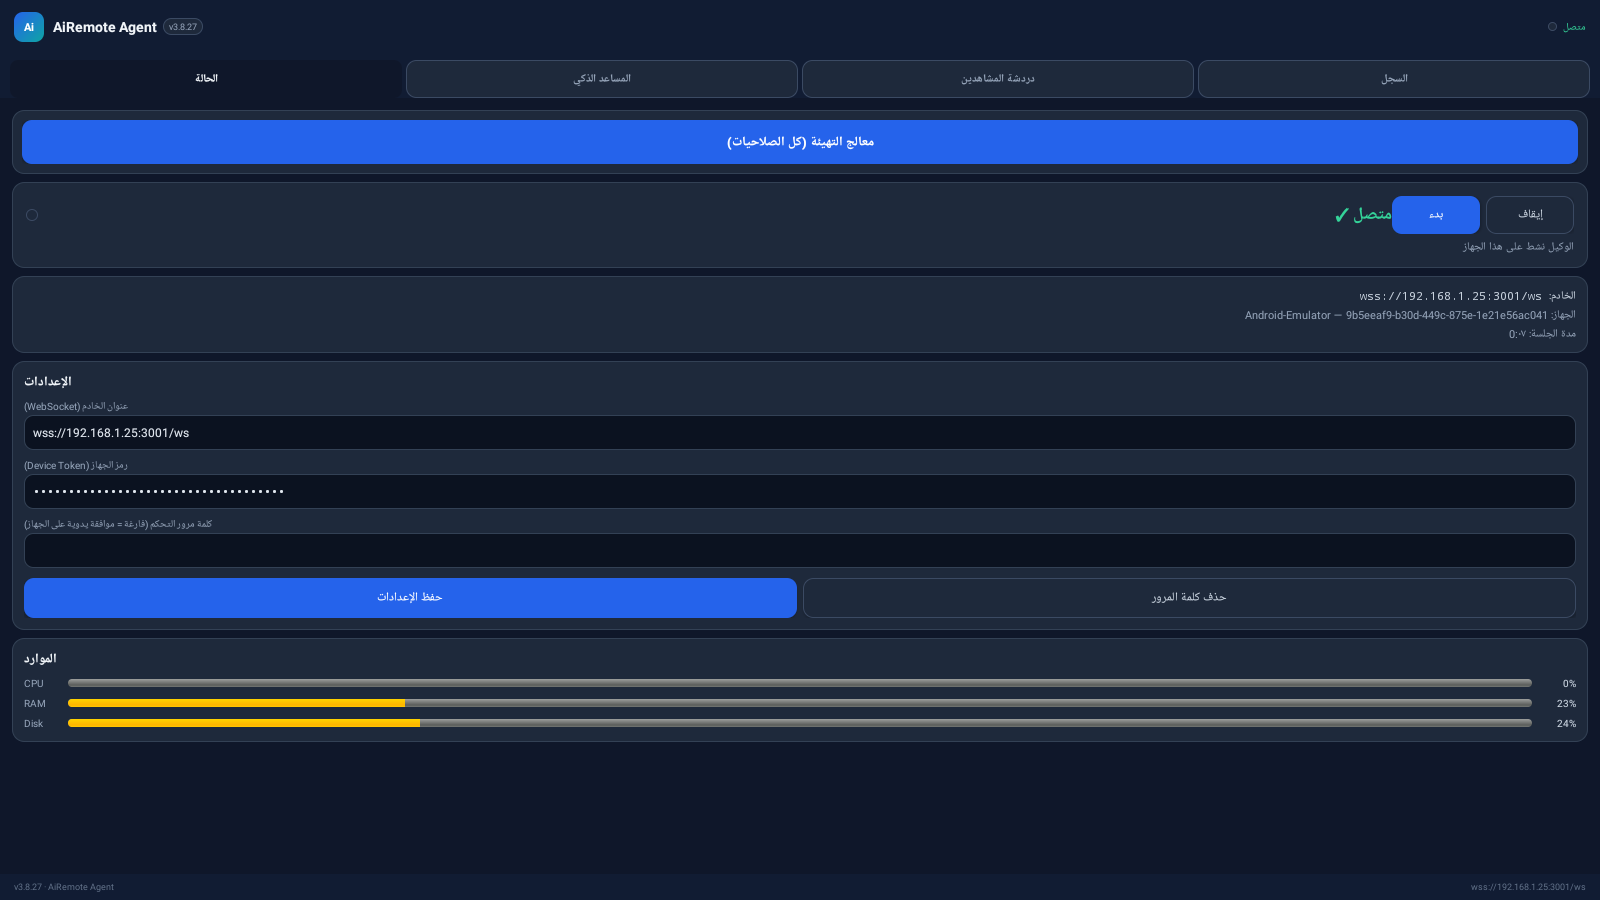 Ai AiRemote Agent v3.8.27
متصل
الحالة
المساعد الذكي
دردشة المشاهدين
السجل
معالج التهيئة (كل الصلاحيات)
متصل ✓
بدء
إيقاف
الوكيل نشط على هذا الجهاز
الخادم: wss://192.168.1.25:3001/ws
الجهاز: Android-Emulator — 9b5eeaf9-b30d-449c-875e-1e21e56ac041
مدة الجلسة: 0:٠٧
الإعدادات
عنوان الخادم (WebSocket)
wss://192.168.1.25:3001/ws
رمز الجهاز (Device Token)
••••••••••••••••••••••••••••••••••••
كلمة مرور التحكم (فارغة = موافقة يدوية على الجهاز)
حفظ الإعدادات
حذف كلمة المرور
الموارد
CPU 0%
RAM 23%
Disk 24%
v3.8.27 · AiRemote Agent
wss://192.168.1.25:3001/ws